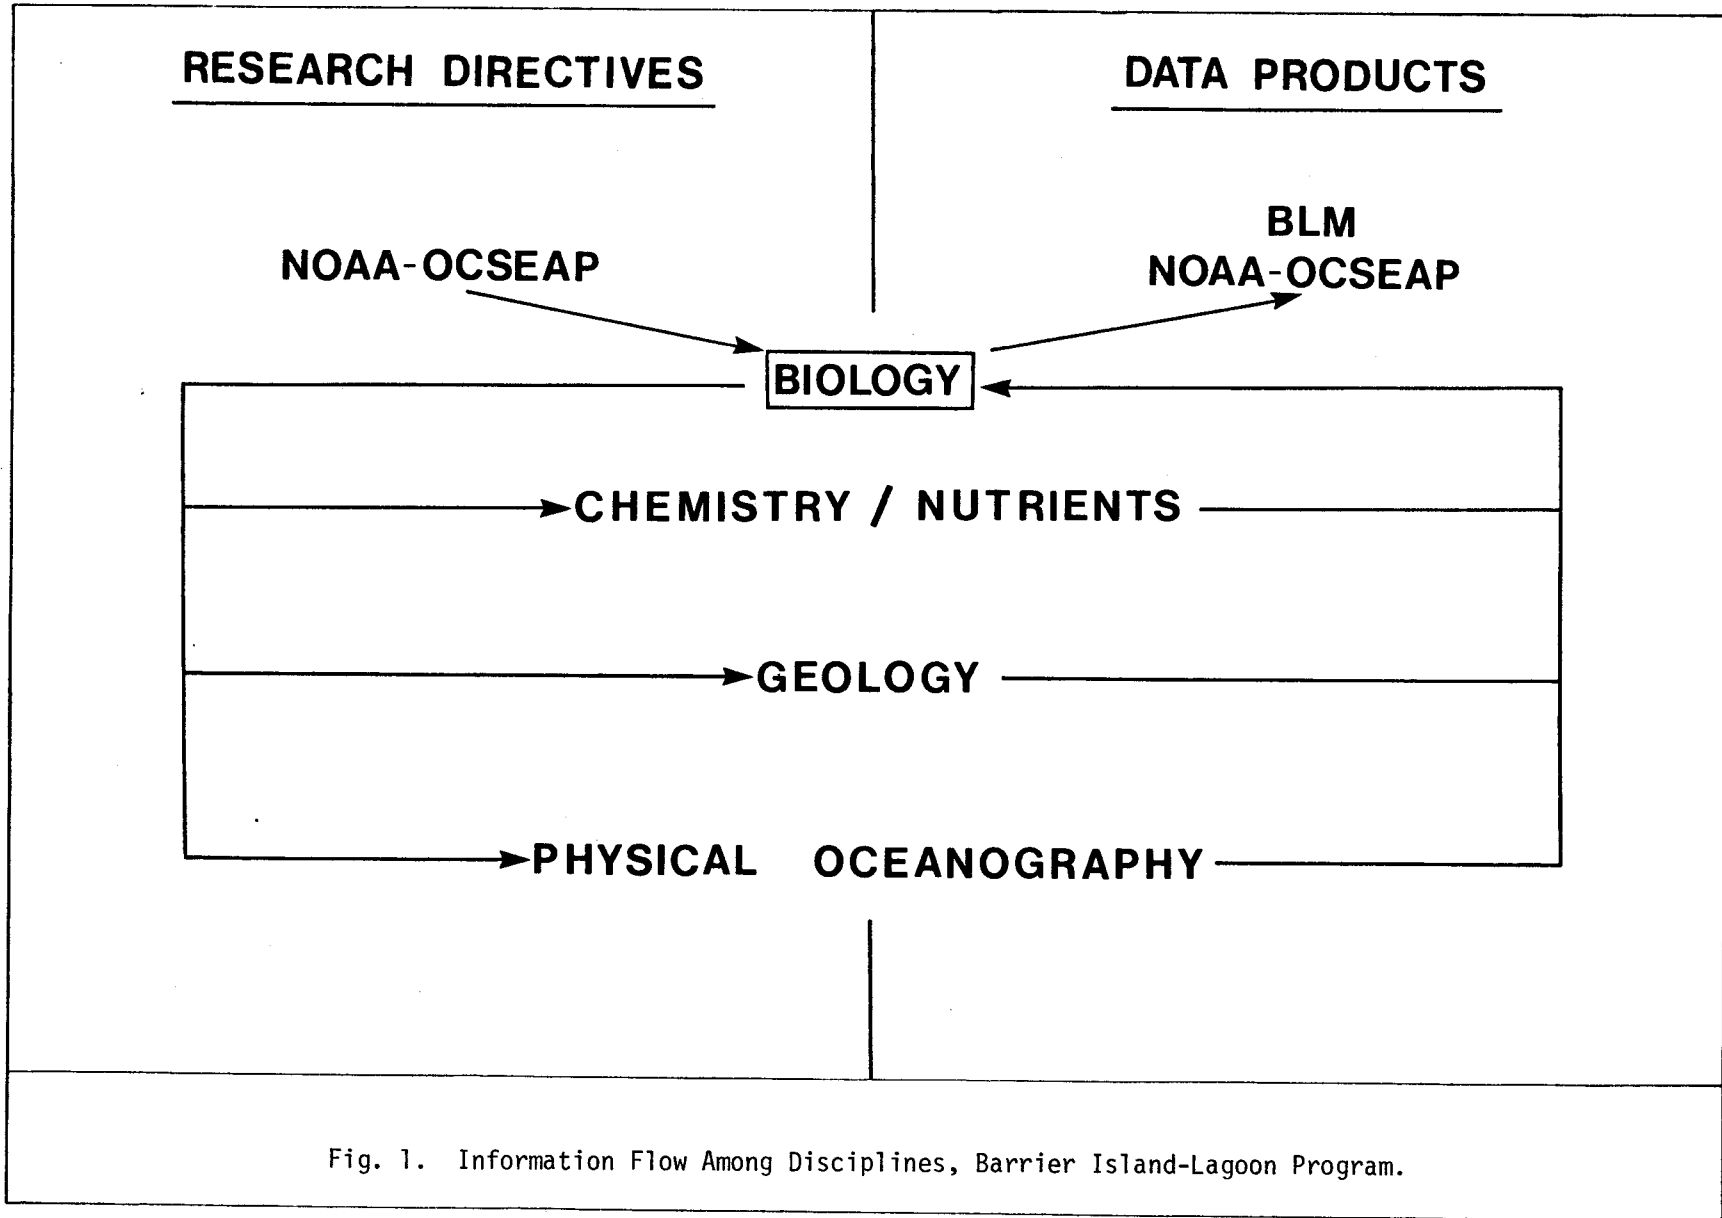 RESEARCH DIRECTIVES
DATA PRODUCTS
NOAA-OCSEAP
BLM
NOAA-OCSEAP
BIOLOGY
CHEMISTRY / NUTRIENTS
GEOLOGY
PHYSICAL OCEANOGRAPHY
Fig. 1. Information Flow Among Disciplines, Barrier Island-Lagoon Program.